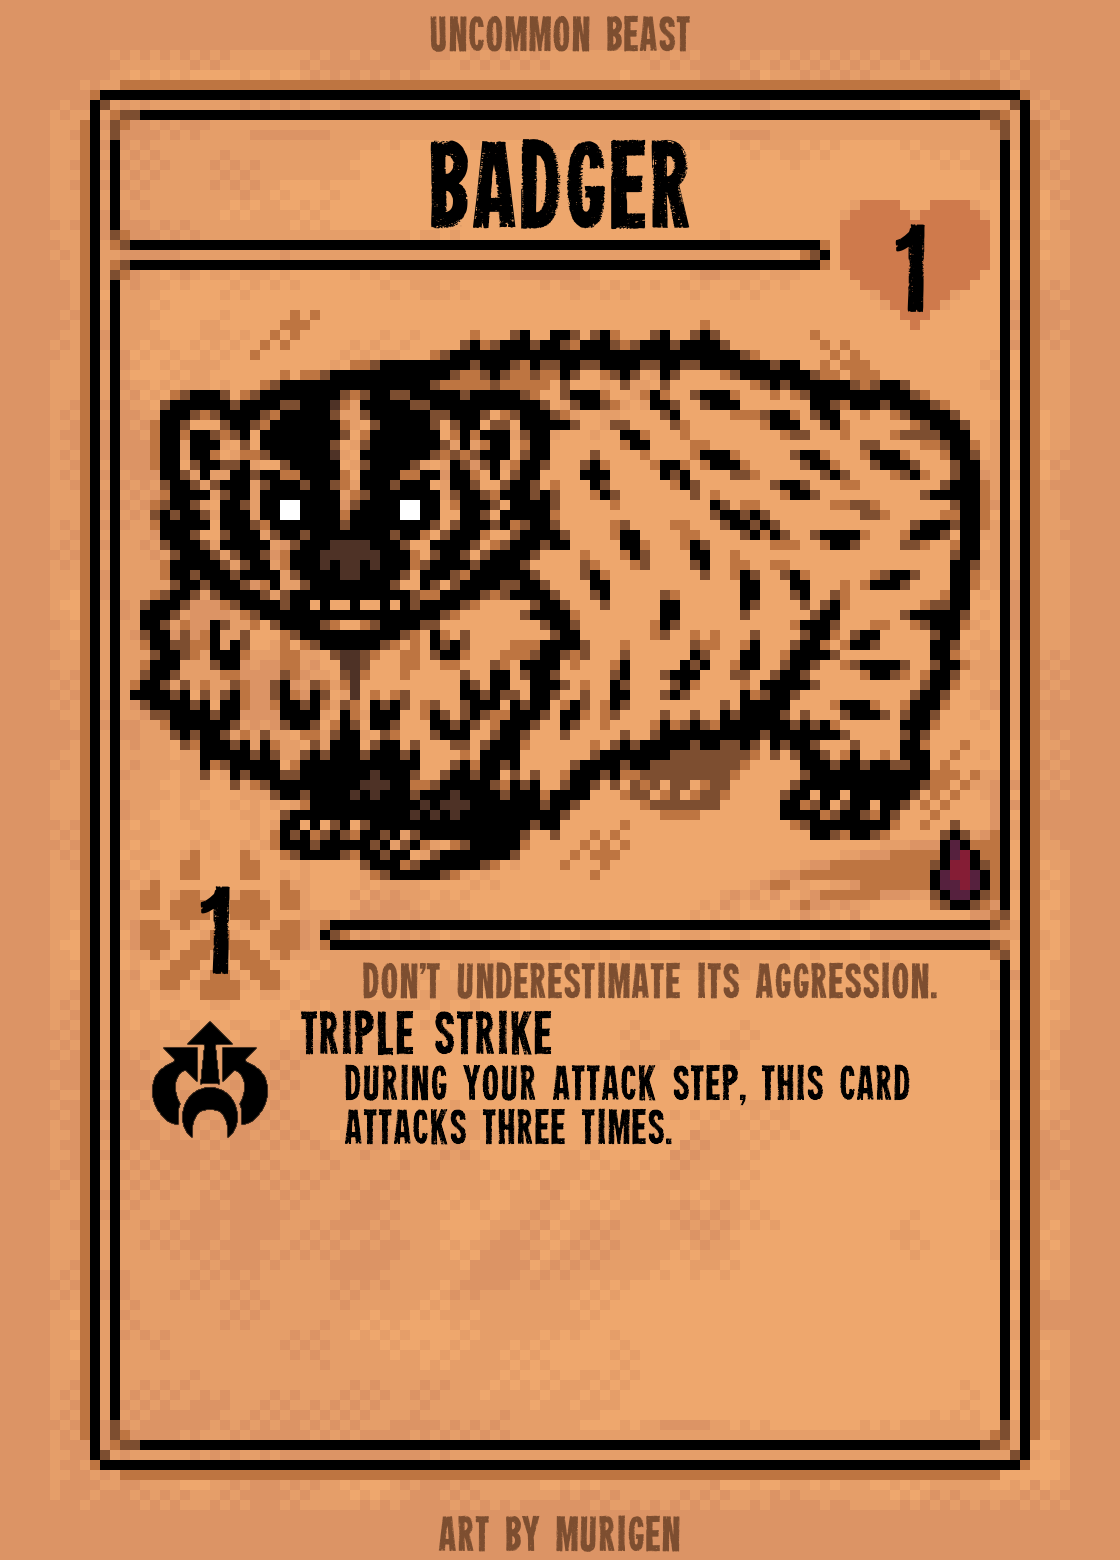 UNCOMMON BEAST
BADGER
1
1
DON'T UNDERESTIMATE ITS AGGRESSION.
TRIPLE STRIKE
DURING YOUR ATTACK STEP, THIS CARD
ATTACKS THREE TIMES.
ART BY MURIGEN